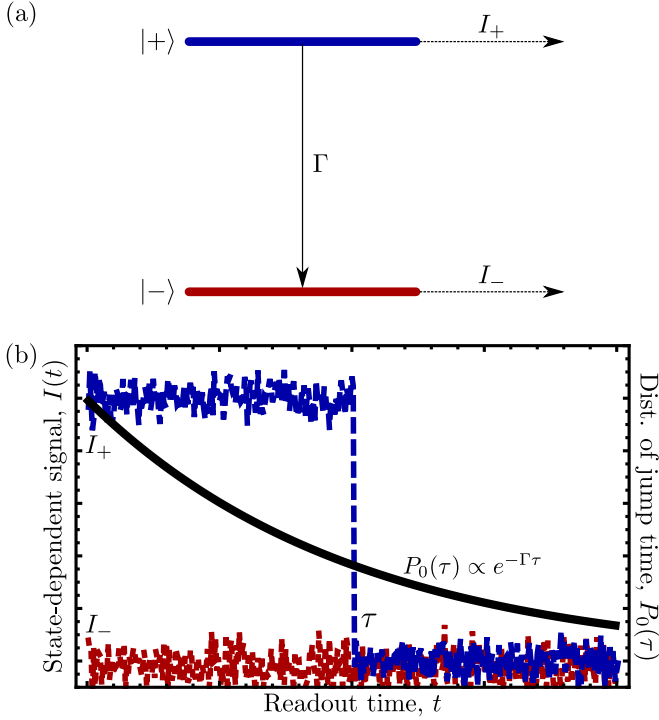 (a)
|+⟩
I₊
Γ
|−⟩
I₋
(b)
State-dependent signal, I(t)
I₊
P₀(τ) ∝ e^{−Γτ}
τ
I₋
Dist. of jump time, P₀(τ)
Readout time, t